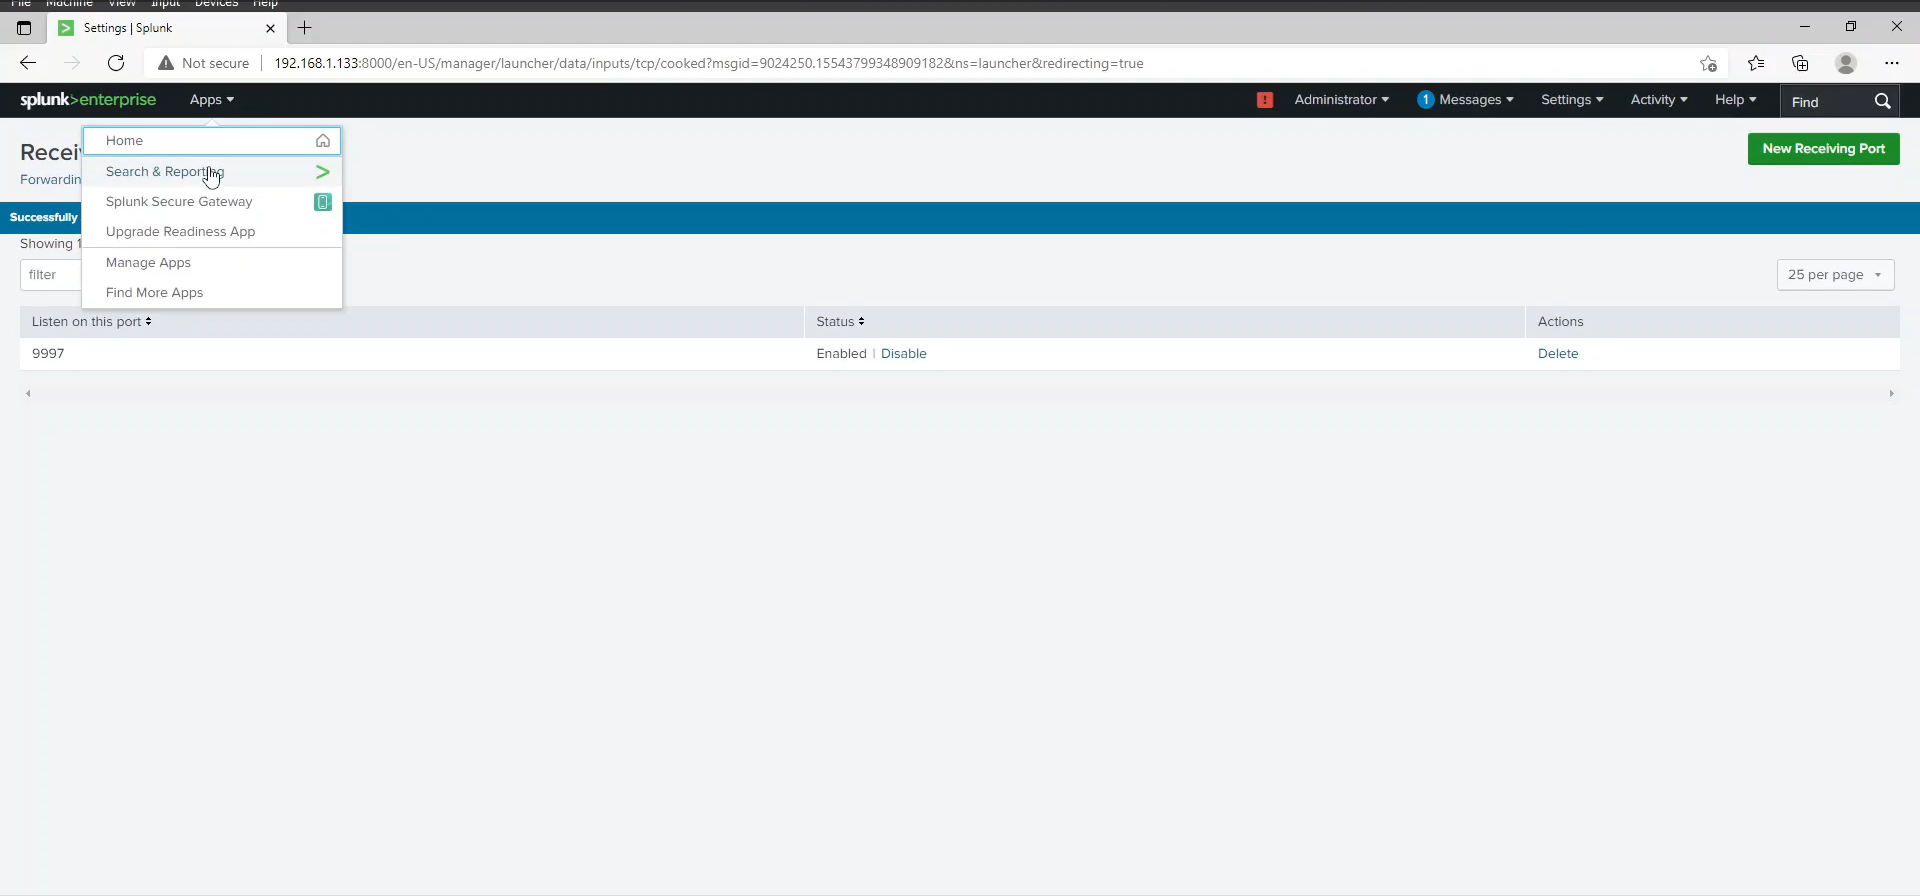 File Machine View Input Devices Help
Settings | Splunk
Not secure 192.168.1.133:8000/en-US/manager/launcher/data/inputs/tcp/cooked?msgid=9024250.155437993489091​82&ns=launcher&redirecting=true
splunk>enterprise Apps Administrator 1 Messages Settings Activity Help Find
Home
Recei New Receiving Port
Search & Reporting
Forwardin
Splunk Secure Gateway
Successfully
Upgrade Readiness App
Showing 1
Manage Apps
filter 25 per page
Find More Apps
Listen on this port Status Actions
9997 Enabled | Disable Delete